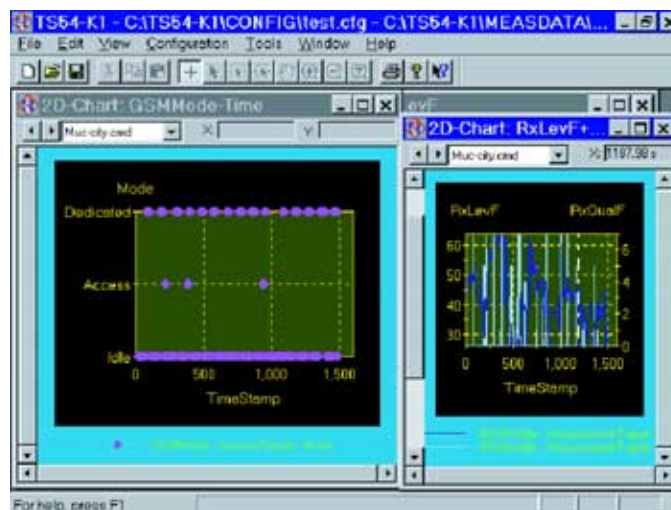 TS54-K1 - C:\TS54-K1\CONFIG\test.cfg - C:\TS54-K1\MEASDATA\...
File Edit View Configuration Tools Window Help
2D-Chart: GSMMode-Time
evF
Muc-city.cmd X: Y:
2D-Chart: RxLevF+...
Muc-city.cmd X: 1187.98 s
Mode
Dedicated
Access
Idle
0 500 1,000 1,500
TimeStamp
RxLevF RxQualF
60
50
40
30
6
4
2
0
0 500 1,000 1,500
TimeStamp
For help, press F1